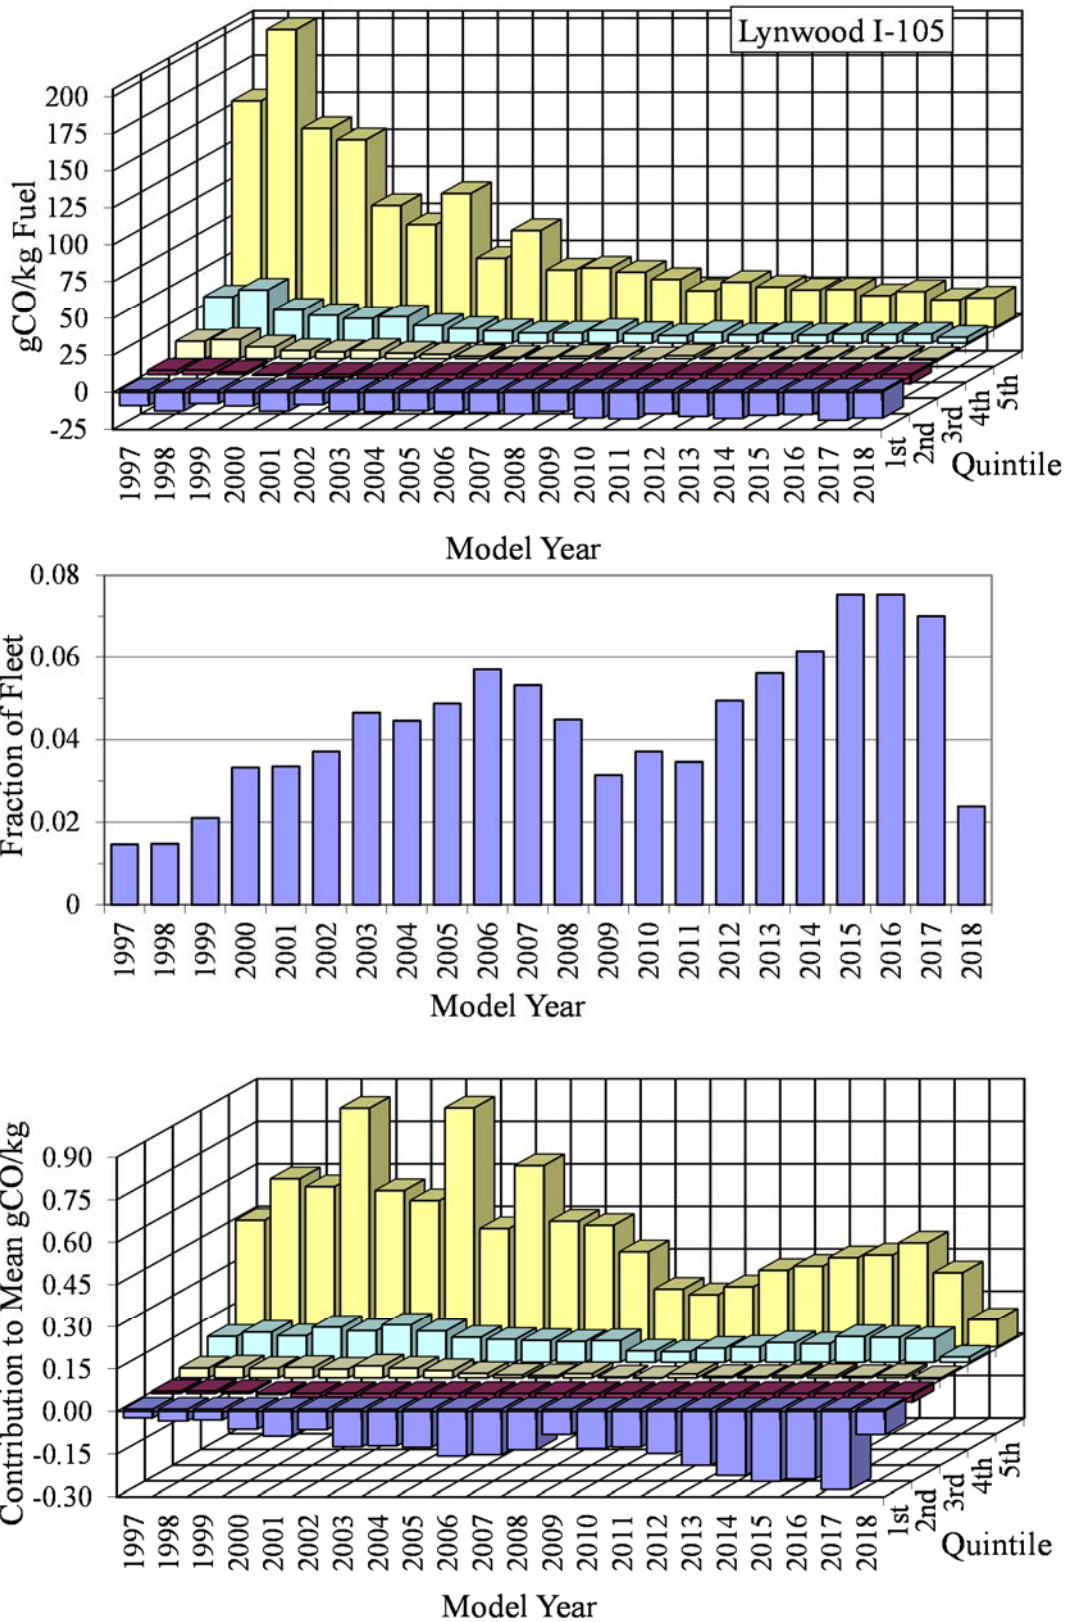 Lynwood I-105
gCO/kg Fuel
200
175
150
125
100
75
50
25
0
-25
1997 1998 1999 2000 2001 2002 2003 2004 2005 2006 2007 2008 2009 2010 2011 2012 2013 2014 2015 2016 2017 2018
1st 2nd 3rd 4th 5th
Quintile
Model Year
Fraction of Fleet
0.08
0.06
0.04
0.02
0
1997 1998 1999 2000 2001 2002 2003 2004 2005 2006 2007 2008 2009 2010 2011 2012 2013 2014 2015 2016 2017 2018
Model Year
Contribution to Mean gCO/kg
0.90
0.75
0.60
0.45
0.30
0.15
0.00
-0.15
-0.30
1997 1998 1999 2000 2001 2002 2003 2004 2005 2006 2007 2008 2009 2010 2011 2012 2013 2014 2015 2016 2017 2018
1st 2nd 3rd 4th 5th
Quintile
Model Year